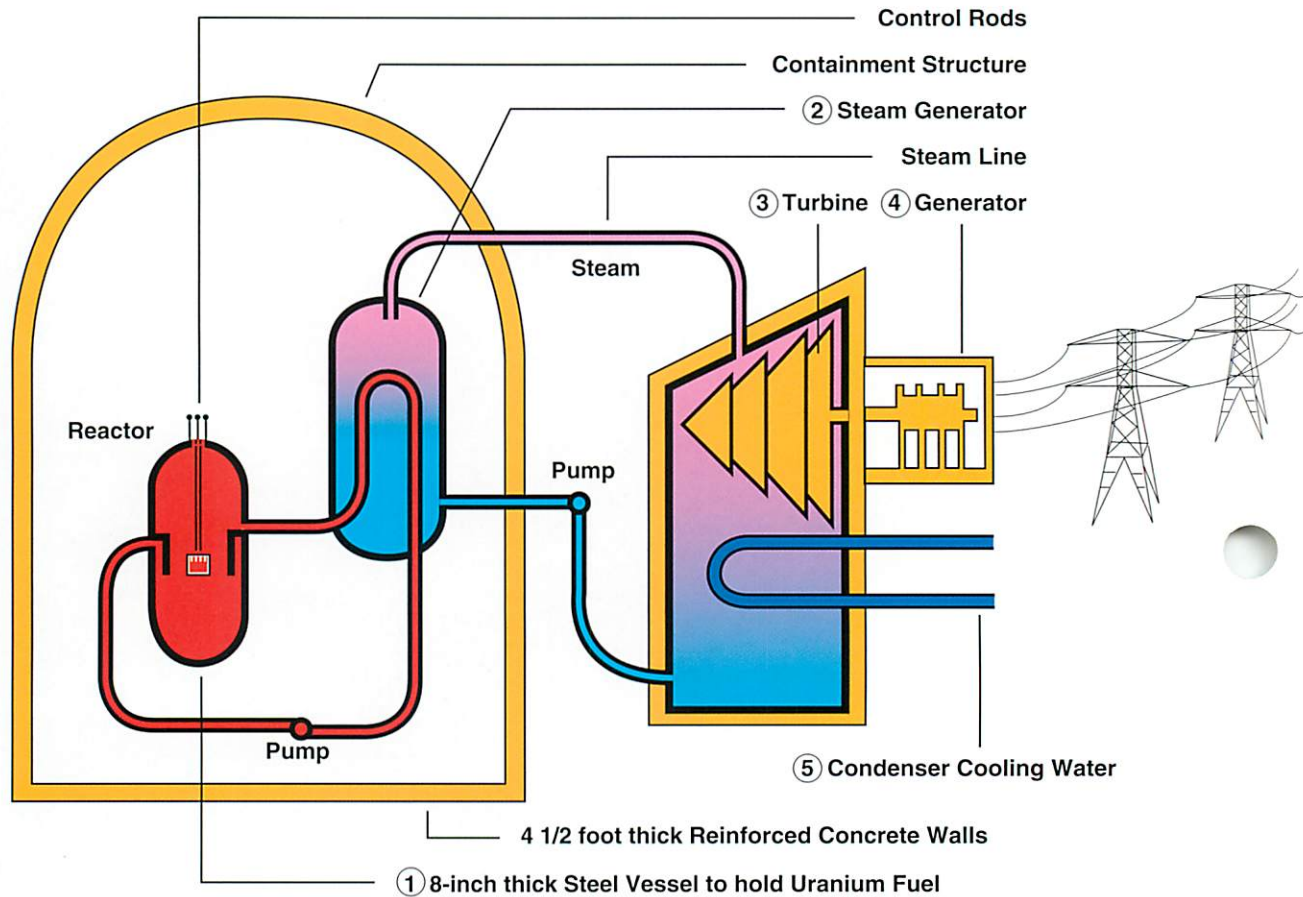 Control Rods
Containment Structure
2 Steam Generator
Steam Line
3 Turbine 4 Generator
Steam
Reactor
Pump
Pump
5 Condenser Cooling Water
4 1/2 foot thick Reinforced Concrete Walls
1 8-inch thick Steel Vessel to hold Uranium Fuel